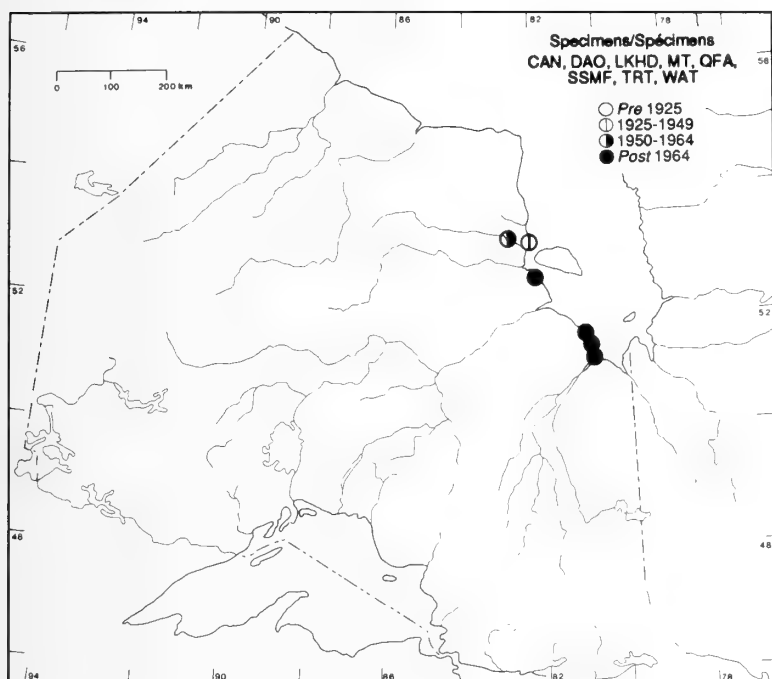 94 90 86 82 78
56 56
Specimens/Spécimens
CAN, DAO, LKHD, MT, QFA,
SSMF, TRT, WAT
0 100 200 km
Pre 1925
1925-1949
1950-1964
Post 1964
52 52
48 48
94 90 86 82 78